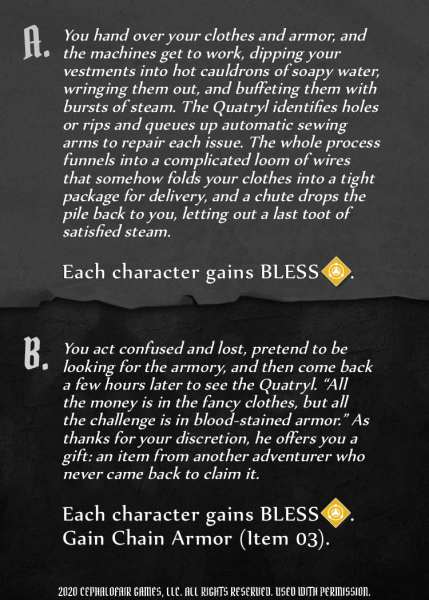 A. You hand over your clothes and armor, and
the machines get to work, dipping your
vestments into hot cauldrons of soapy water,
wringing them out, and buffeting them with
bursts of steam. The Quatryl identifies holes
or rips and queues up automatic sewing
arms to repair each issue. The whole process
funnels into a complicated loom of wires
that somehow folds your clothes into a tight
package for delivery, and a chute drops the
pile back to you, letting out a last toot of
satisfied steam.
Each character gains BLESS.
B. You act confused and lost, pretend to be
looking for the armory, and then come back
a few hours later to see the Quatryl. “All
the money is in the fancy clothes, but all
the challenge is in blood-stained armor.” As
thanks for your discretion, he offers you a
gift: an item from another adventurer who
never came back to claim it.
Each character gains BLESS.
Gain Chain Armor (Item 03).
2020 CEPHALOFAIR GAMES, LLC. ALL RIGHTS RESERVED. USED WITH PERMISSION.